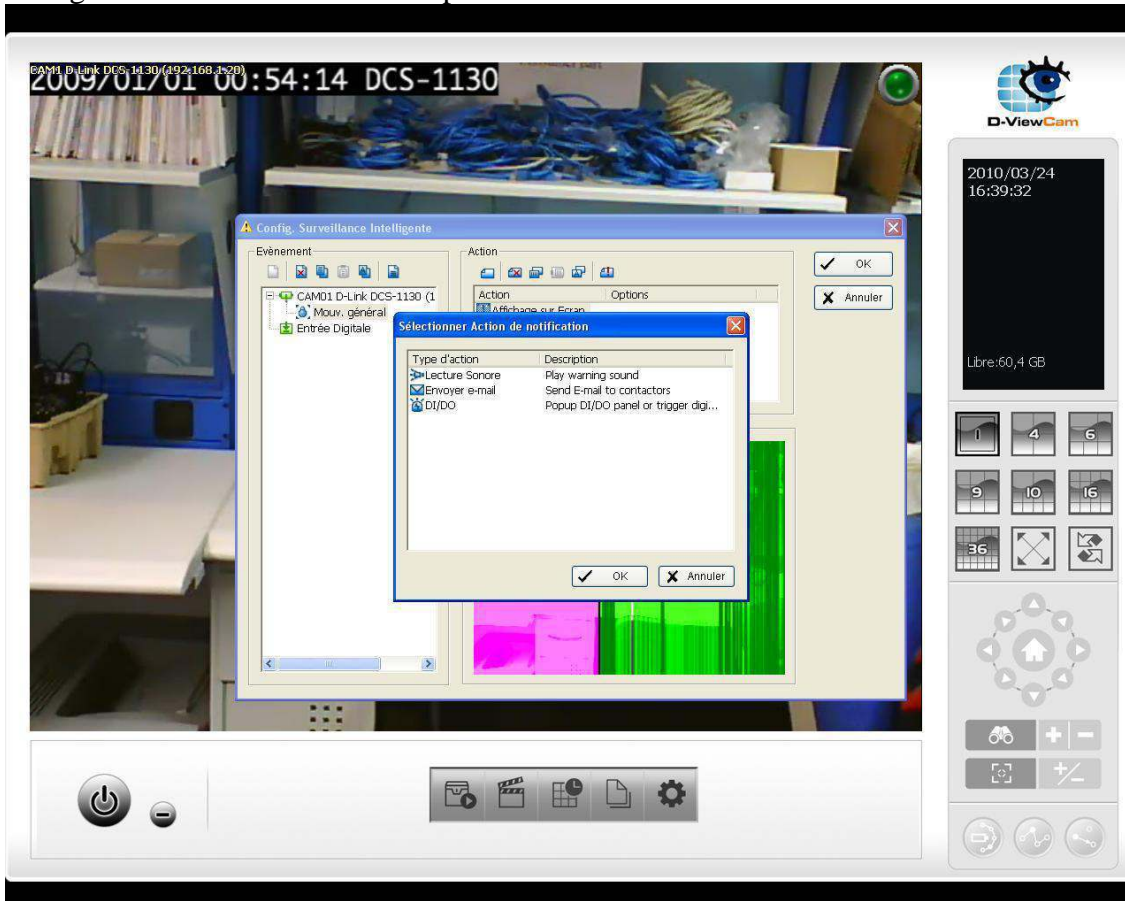 CAM1 D-Link DCS-1130 (192.168.1.20)
2009/01/01 00:54:14 DCS-1130
D-ViewCam
2010/03/24
16:39:32
Libre:60,4 GB
Config. Surveillance Intelligente
Evènement
CAM01 D-Link DCS-1130 (1
Mouv. général
Entrée Digitale
Action
Action Options
Affichage sur Ecran
OK
Annuler
Sélectionner Action de notification
Type d'action Description
Lecture Sonore Play warning sound
Envoyer e-mail Send E-mail to contactors
DI/DO Popup DI/DO panel or trigger digi...
OK Annuler
1 4 6
9 10 16
36